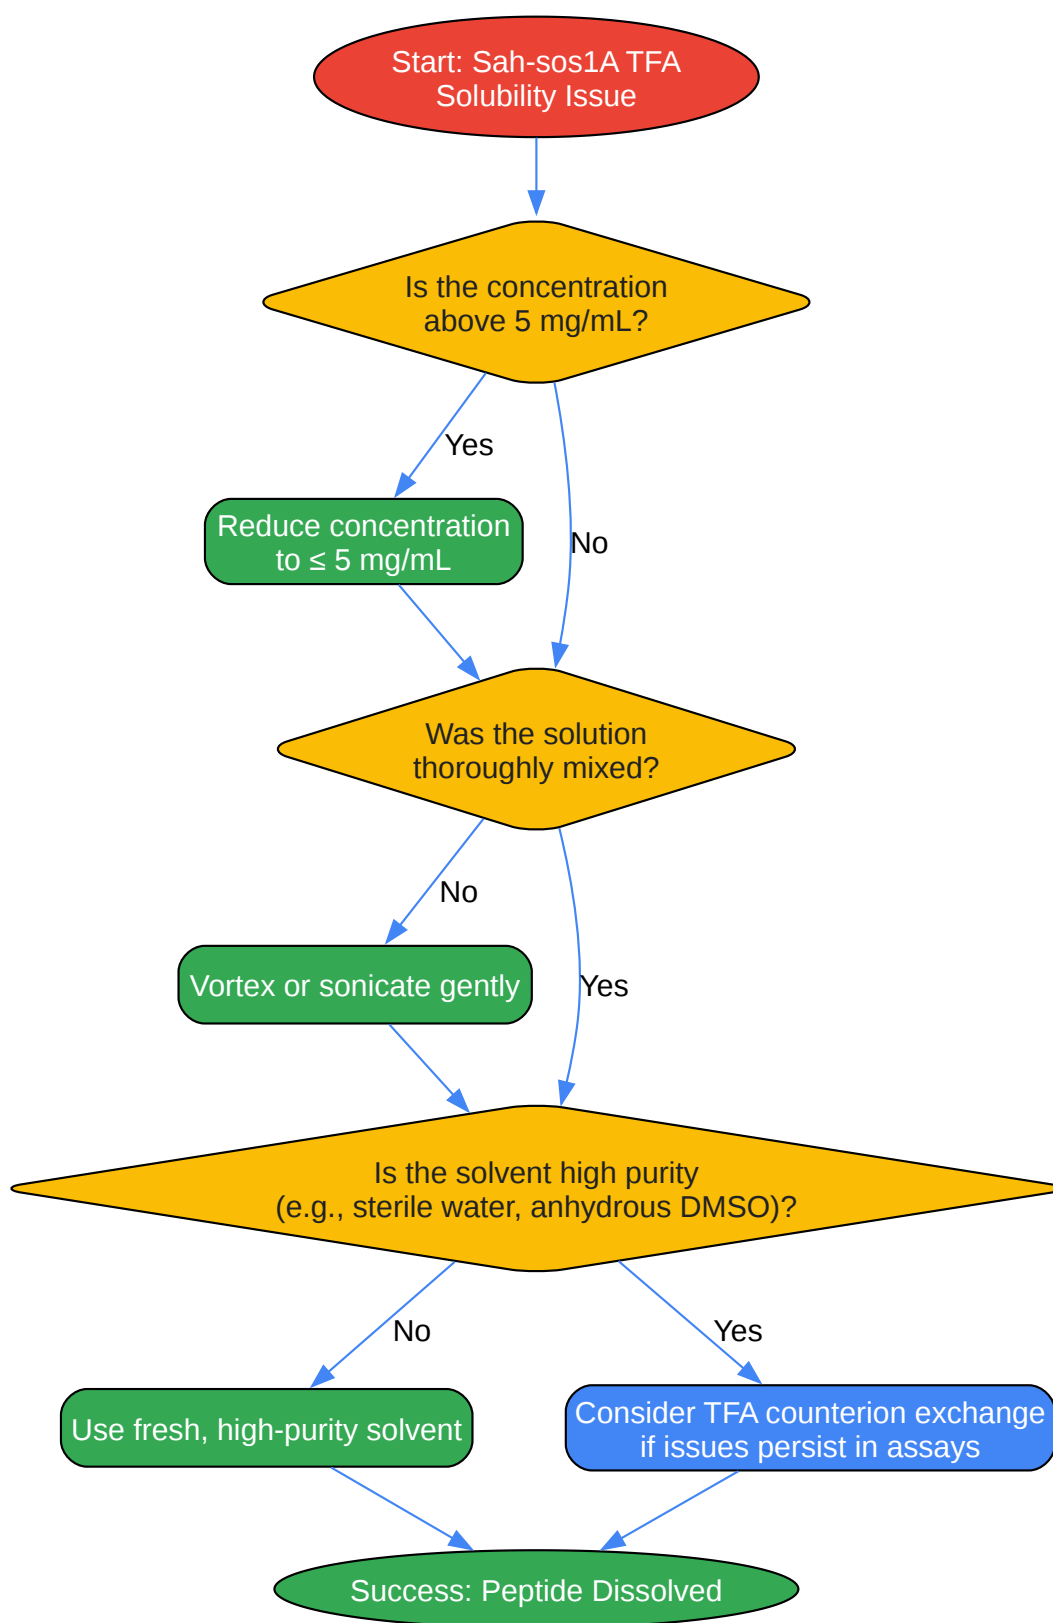 Start: Sah-sos1A TFA
Solubility Issue
Is the concentration
above 5 mg/mL?
Yes
Reduce concentration
to ≤ 5 mg/mL
No
Was the solution
thoroughly mixed?
No
Vortex or sonicate gently
Yes
Is the solvent high purity
(e.g., sterile water, anhydrous DMSO)?
No
Yes
Use fresh, high-purity solvent
Consider TFA counterion exchange
if issues persist in assays
Success: Peptide Dissolved